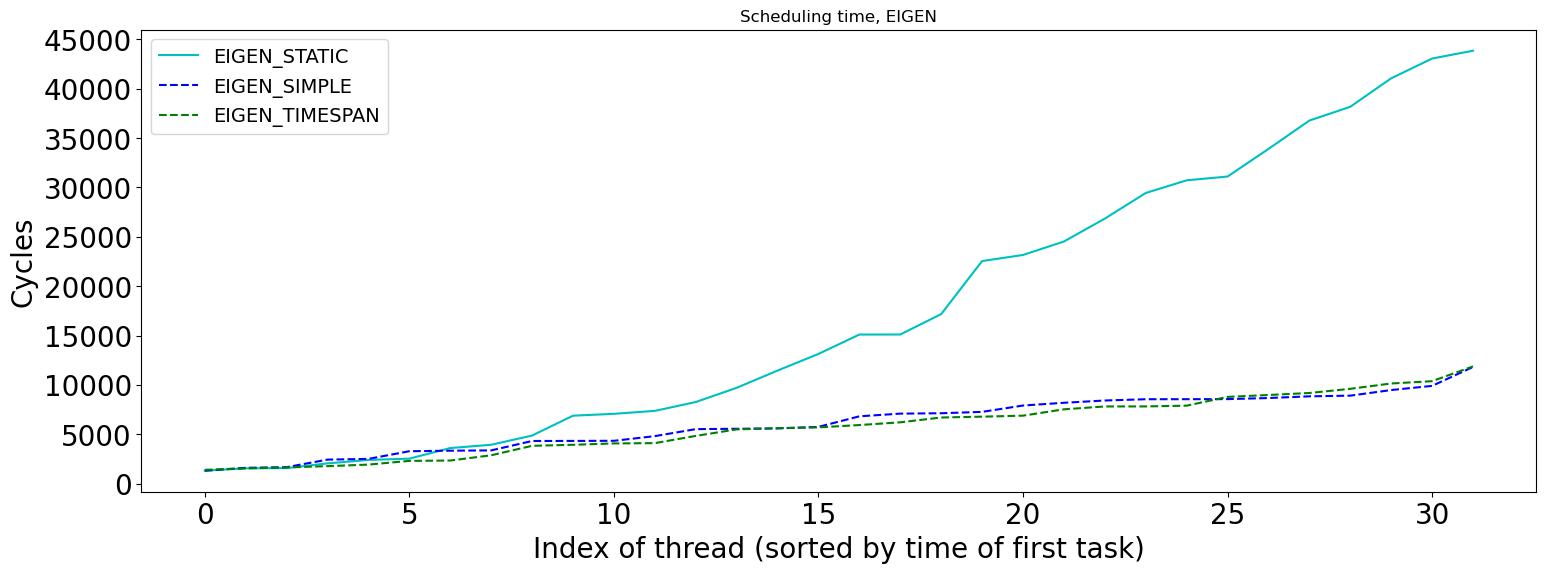 Scheduling time, EIGEN
EIGEN_STATIC
EIGEN_SIMPLE
EIGEN_TIMESPAN
Cycles
45000
40000
35000
30000
25000
20000
15000
10000
5000
0
0 5 10 15 20 25 30
Index of thread (sorted by time of first task)